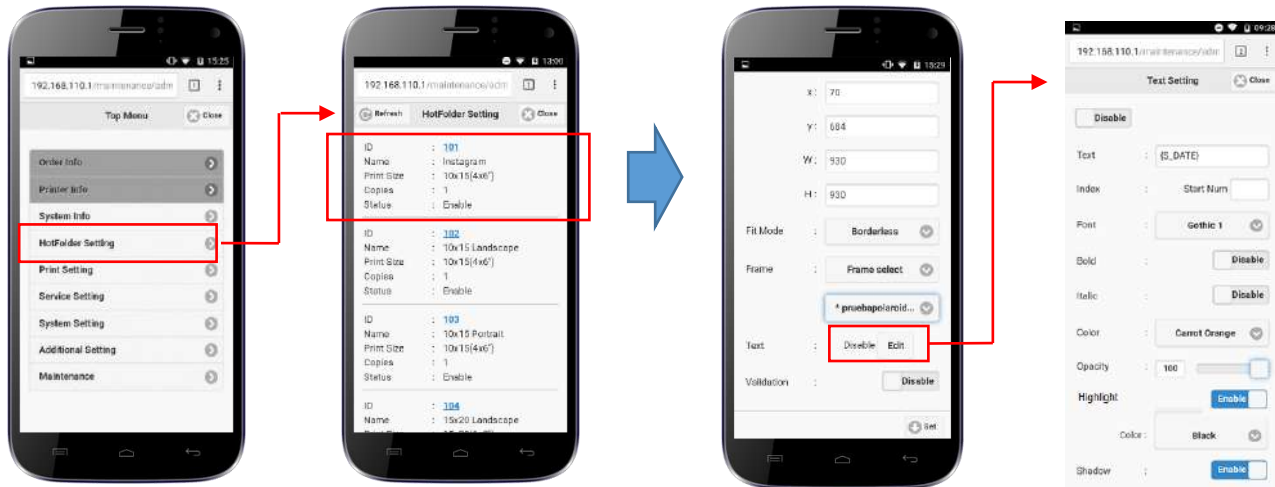 15:25
192.168.110.1/maintenance/adm
Top Menu
Close
Order Info
Printer Info
System Info
HotFolder Setting
Print Setting
Service Setting
System Setting
Additional Setting
Maintenance
13:00
192.168.110.1/maintenance/adm
Refresh
HotFolder Setting
Close
ID : 101
Name : Instagram
Print Size : 10x15(4x6")
Copies : 1
Status : Enable
ID : 102
Name : 10x15 Landscape
Print Size : 10x15(4x6")
Copies : 1
Status : Enable
ID : 103
Name : 10x15 Portrait
Print Size : 10x15(4x6")
Copies : 1
Status : Enable
ID : 104
Name : 15x20 Landscape
15:29
x : 70
y : 684
W : 930
H : 930
Fit Mode : Borderless
Frame : Frame select
* pruebapolaroid...
Text : Disable Edit
Validation : Disable
Set
09:28
192.168.110.1/maintenance/adm
Text Setting
Close
Disable
Text : {S_DATE}
Index : Start Num
Font : Gothic 1
Bold : Disable
Italic : Disable
Color : Carrot Orange
Opacity : 100
Highlight Enable
Color : Black
Shadow : Enable